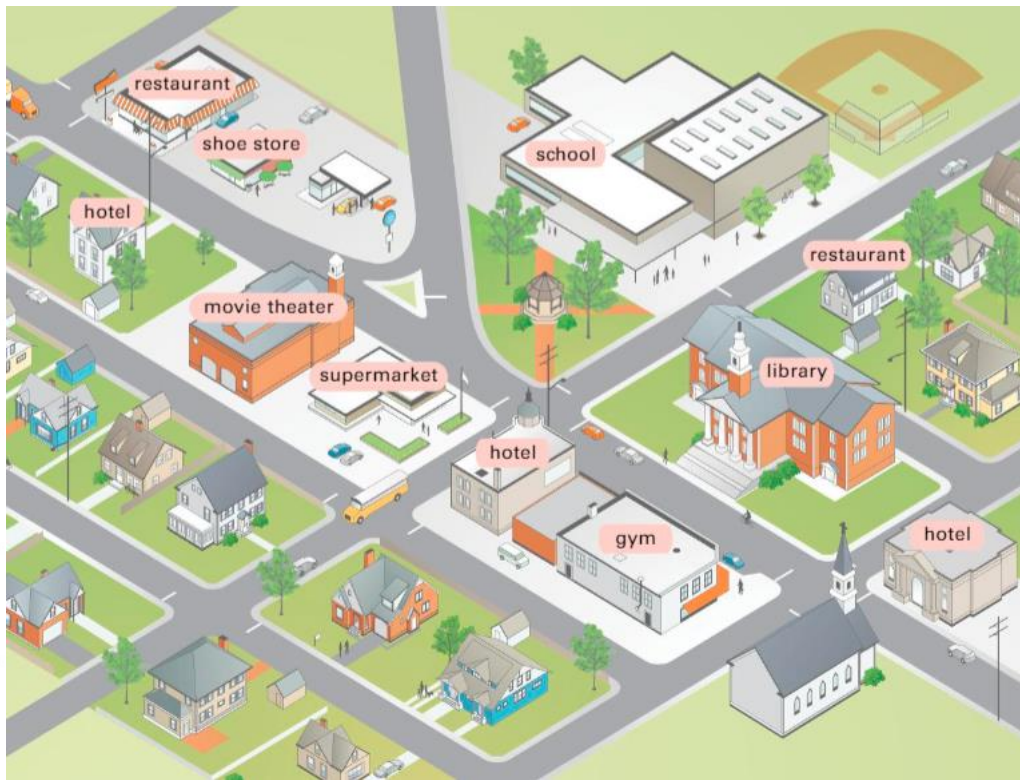 restaurant
shoe store
school
hotel
restaurant
movie theater
library
supermarket
hotel
gym
hotel